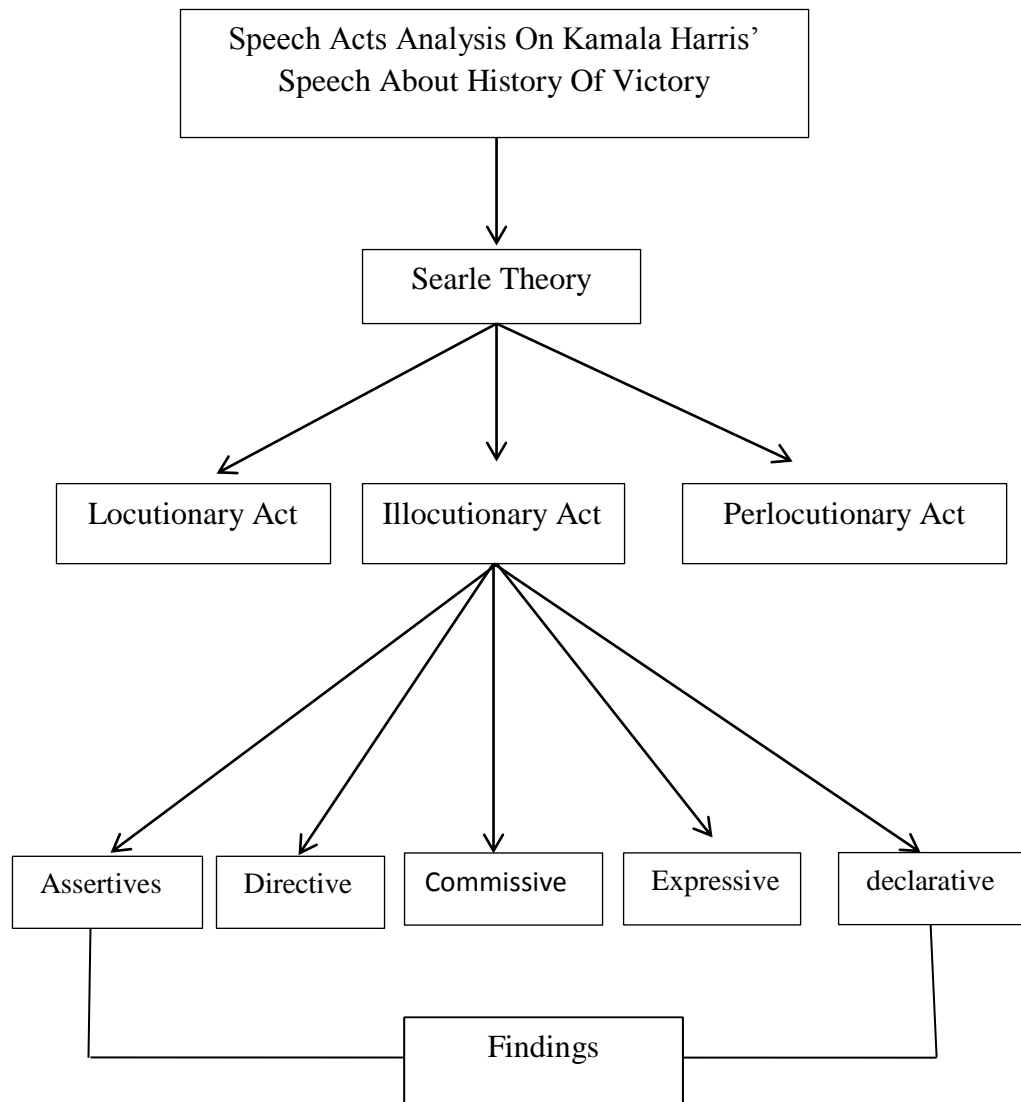 Speech Acts Analysis On Kamala Harris’
Speech About History Of Victory
Searle Theory
Locutionary Act
Illocutionary Act
Perlocutionary Act
Assertives
Directive
Commissive
Expressive
declarative
Findings